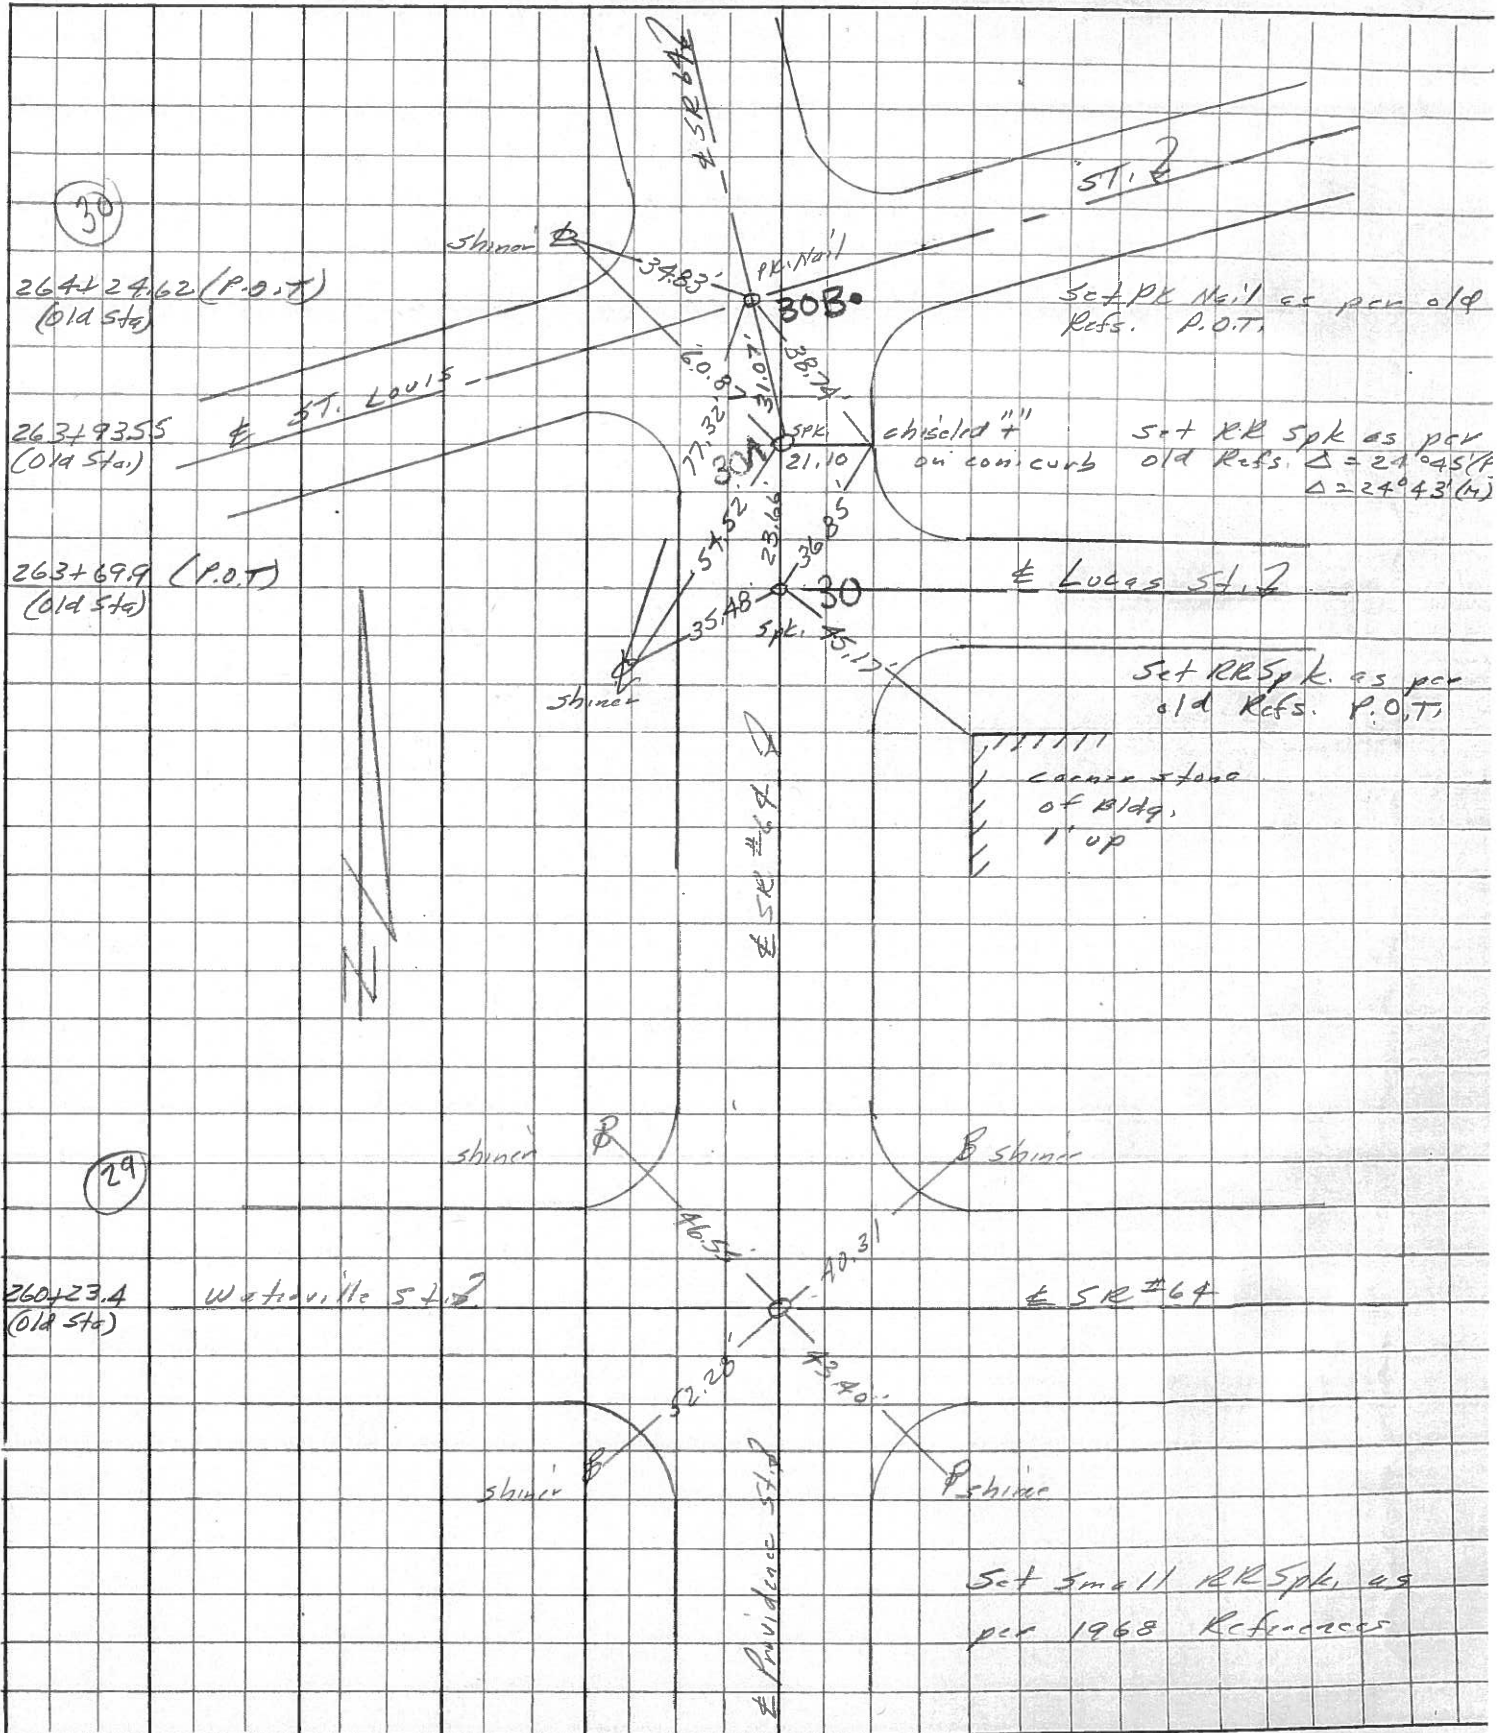 ℄ SR 64
30
ST.
shiner
34.83'
PK. Nail
264+24.62 (P.O.T)
(Old Sta)
30B
Set PK Nail as per old
Refs. P.O.T.
60.81
31.07'
38.74
℄ ST. LOUIS
77.32
263+93.55
(Old Sta.)
30A
SPK.
21.10
chiseled "+"
on conc curb
Set RR Spk as per
old Refs. Δ = 24°45'
Δ = 24°43' (M)
54.52
23.66
36.85
263+69.9 (P.O.T)
(Old Sta)
℄ Lucas St.
30
35.48
Spk.
shiner
Set RR Spk. as per
old Refs. P.O.T.
corner stone
of Bldg.
1' up
℄ SR #64
N
29
shiner
shiner
46.51
40.31
260+23.4
(Old Sta)
Waterville St.
℄ SR #64
52.28'
43.40
shiner
shiner
℄ Providence St.
Set small RR Spk. as
per 1968 References